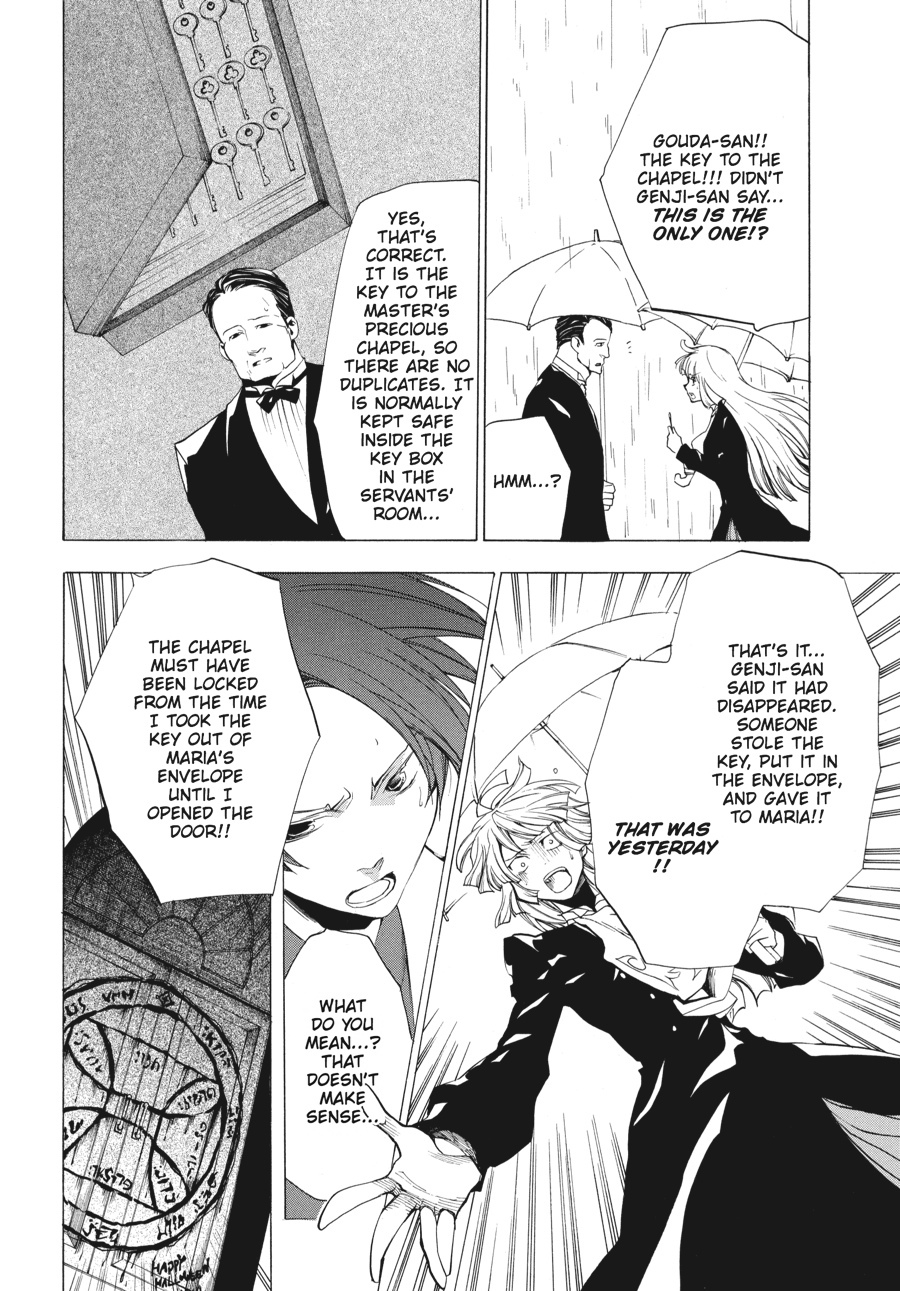 GOUDA-SAN!!
THE KEY TO THE
CHAPEL!!! DIDN'T
GENJI-SAN SAY...
THIS IS THE
ONLY ONE!?
HMM...?
YES,
THAT'S
CORRECT.
IT IS THE
KEY TO THE
MASTER'S
PRECIOUS
CHAPEL, SO
THERE ARE NO
DUPLICATES. IT
IS NORMALLY
KEPT SAFE
INSIDE THE
KEY BOX
IN THE
SERVANTS'
ROOM...
THAT'S IT...
GENJI-SAN
SAID IT HAD
DISAPPEARED.
SOMEONE
STOLE THE
KEY, PUT IT IN
THE ENVELOPE,
AND GAVE IT
TO MARIA!!
THAT WAS
YESTERDAY
!!
THE CHAPEL
MUST HAVE
BEEN LOCKED
FROM THE TIME
I TOOK THE
KEY OUT OF
MARIA'S
ENVELOPE
UNTIL I
OPENED THE
DOOR!!
WHAT
DO YOU
MEAN...?
THAT
DOESN'T
MAKE
SENSE...
HAPPY
HALLOWEEN